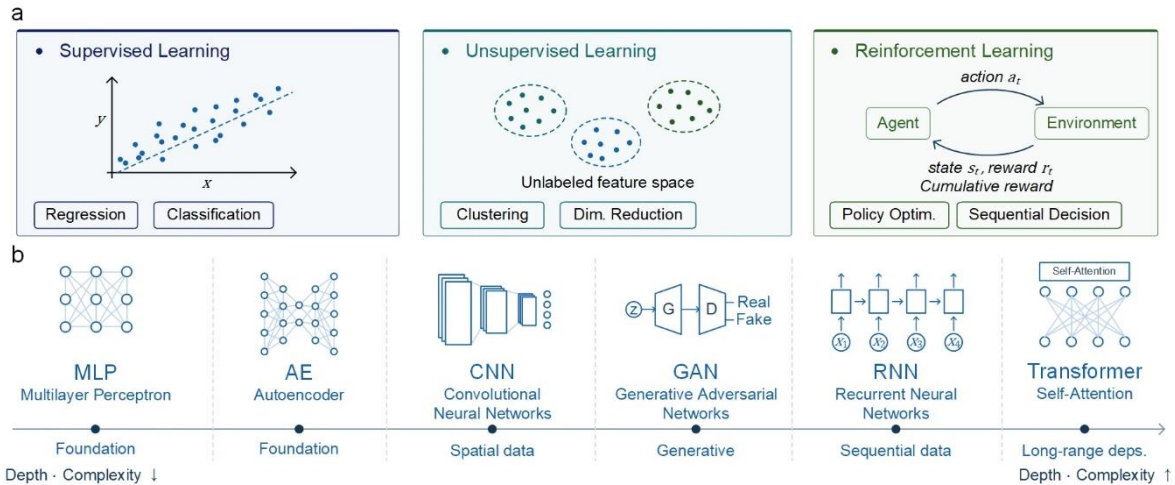 a
Supervised Learning
y
x
Regression
Classification
Unsupervised Learning
Unlabeled feature space
Clustering
Dim. Reduction
Reinforcement Learning
action aₜ
Agent
Environment
state sₜ, reward rₜ
Cumulative reward
Policy Optim.
Sequential Decision
b
MLP
Multilayer Perceptron
Foundation
AE
Autoencoder
Foundation
CNN
Convolutional
Neural Networks
Spatial data
z
G
D
Real
Fake
GAN
Generative Adversarial
Networks
Generative
X₁
X₂
X₃
X₄
RNN
Recurrent Neural
Networks
Sequential data
Self-Attention
Transformer
Self-Attention
Long-range deps.
Depth · Complexity ↓
Depth · Complexity ↑